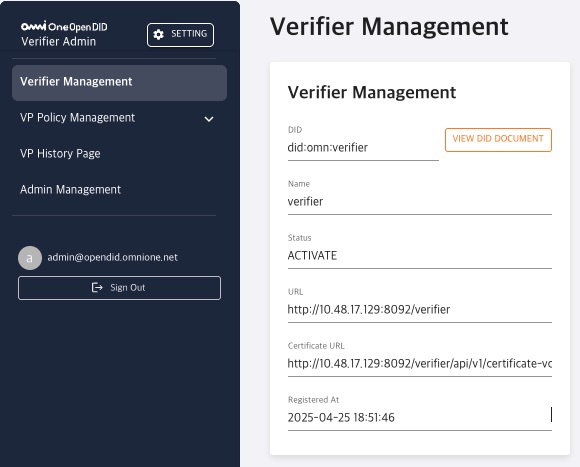 Omni One Open DID
Verifier Admin
SETTING
Verifier Management
VP Policy Management
VP History Page
Admin Management
a
admin@opendid.omnione.net
Sign Out
Verifier Management
Verifier Management
DID
did:omn:verifier
VIEW DID DOCUMENT
Name
verifier
Status
ACTIVATE
URL
http://10.48.17.129:8092/verifier
Certificate URL
http://10.48.17.129:8092/verifier/api/v1/certificate-vc
Registered At
2025-04-25 18:51:46